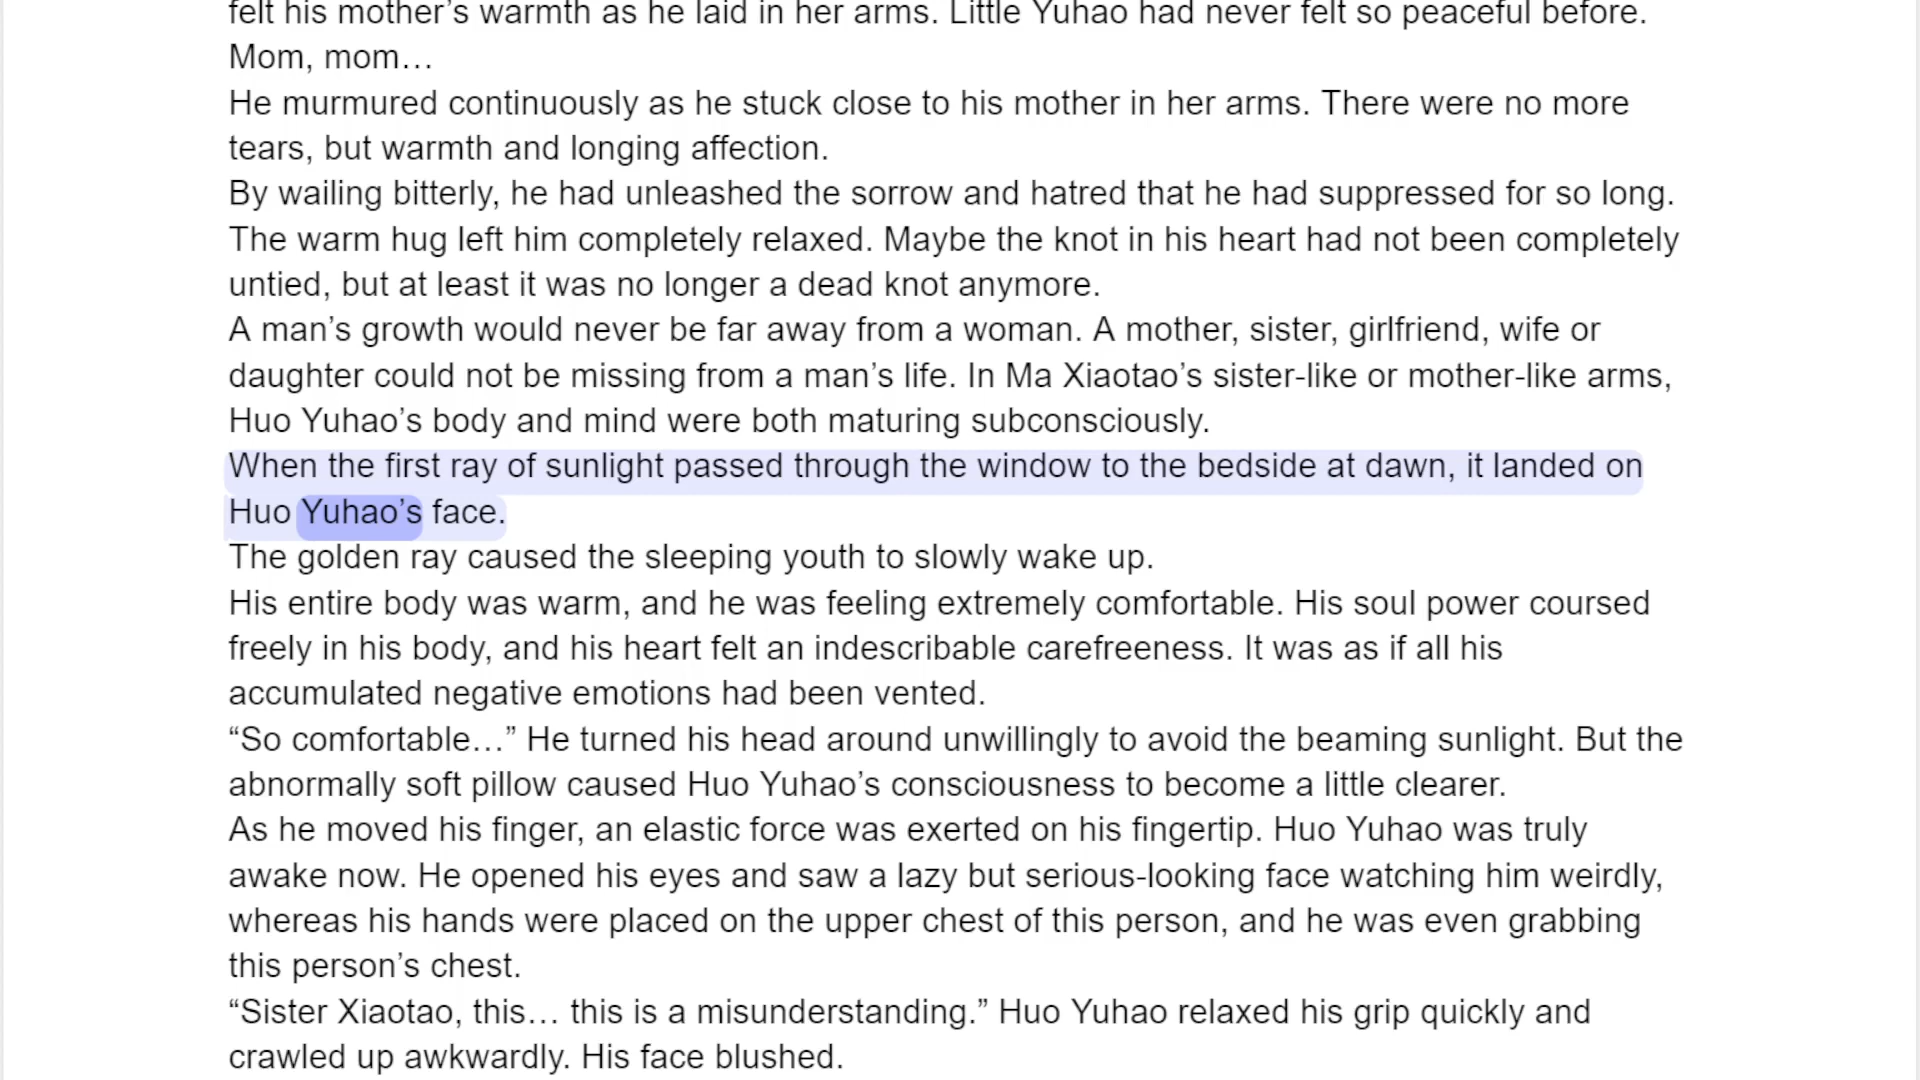 felt his mother’s warmth as he laid in her arms. Little Yuhao had never felt so peaceful before.
Mom, mom…
He murmured continuously as he stuck close to his mother in her arms. There were no more
tears, but warmth and longing affection.
By wailing bitterly, he had unleashed the sorrow and hatred that he had suppressed for so long.
The warm hug left him completely relaxed. Maybe the knot in his heart had not been completely
untied, but at least it was no longer a dead knot anymore.
A man’s growth would never be far away from a woman. A mother, sister, girlfriend, wife or
daughter could not be missing from a man’s life. In Ma Xiaotao’s sister-like or mother-like arms,
Huo Yuhao’s body and mind were both maturing subconsciously.
When the first ray of sunlight passed through the window to the bedside at dawn, it landed on
Huo Yuhao’s face.
The golden ray caused the sleeping youth to slowly wake up.
His entire body was warm, and he was feeling extremely comfortable. His soul power coursed
freely in his body, and his heart felt an indescribable carefreeness. It was as if all his
accumulated negative emotions had been vented.
“So comfortable…” He turned his head around unwillingly to avoid the beaming sunlight. But the
abnormally soft pillow caused Huo Yuhao’s consciousness to become a little clearer.
As he moved his finger, an elastic force was exerted on his fingertip. Huo Yuhao was truly
awake now. He opened his eyes and saw a lazy but serious-looking face watching him weirdly,
whereas his hands were placed on the upper chest of this person, and he was even grabbing
this person’s chest.
“Sister Xiaotao, this… this is a misunderstanding.” Huo Yuhao relaxed his grip quickly and
crawled up awkwardly. His face blushed.